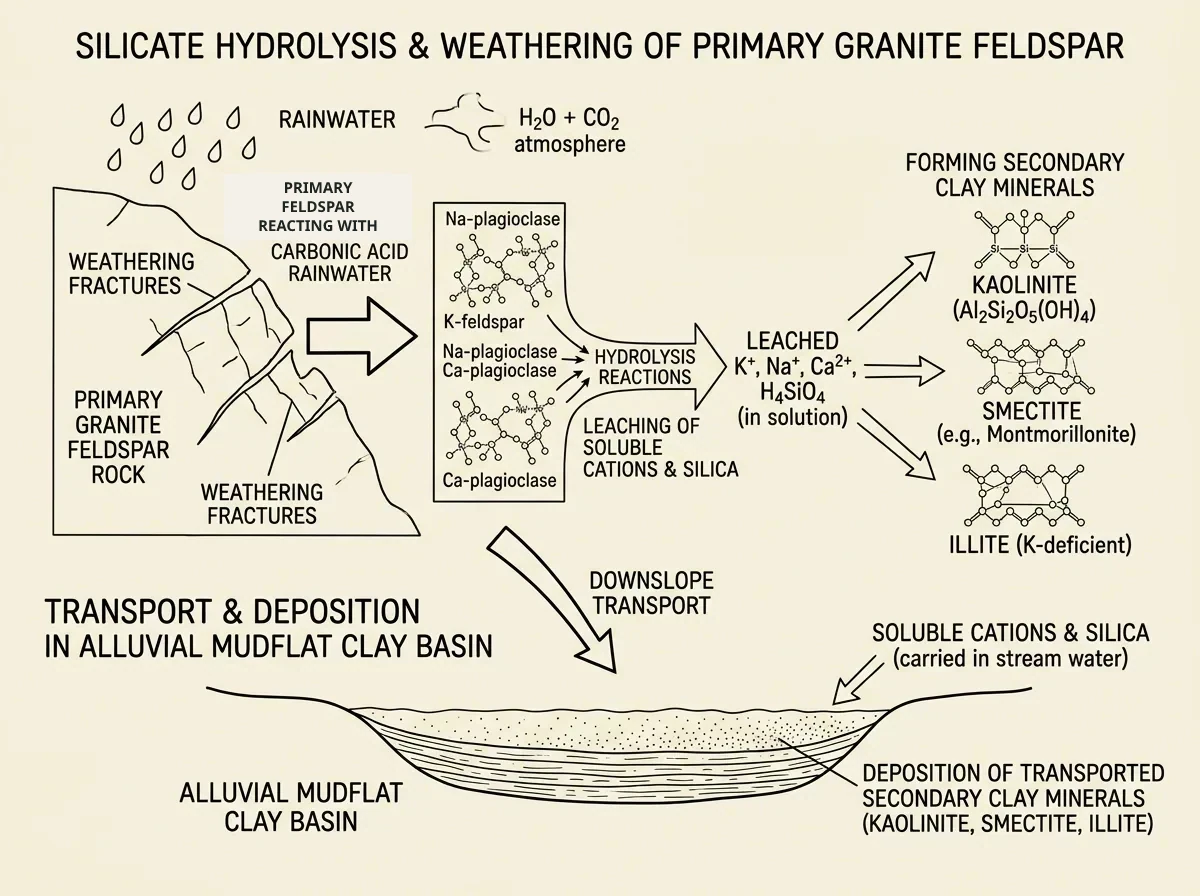 SILICATE HYDROLYSIS & WEATHERING OF PRIMARY GRANITE FELDSPAR
RAINWATER
H₂O + CO₂
atmosphere
PRIMARY
FELDSPAR
REACTING WITH
CARBONIC ACID
RAINWATER
WEATHERING
FRACTURES
PRIMARY
GRANITE
FELDSPAR
ROCK
WEATHERING
FRACTURES
Na-plagioclase
K-feldspar
Na-plagioclase
Ca-plagioclase
Ca-plagioclase
HYDROLYSIS
REACTIONS
LEACHING OF
SOLUBLE
CATIONS & SILICA
LEACHED
K⁺, Na⁺, Ca²⁺,
H₄SiO₄
(in solution)
FORMING SECONDARY
CLAY MINERALS
Si Si Si
KAOLINITE
(Al₂Si₂O₅(OH)₄)
SMECTITE
(e.g., Montmorillonite)
ILLITE (K-deficient)
DOWNSLOPE
TRANSPORT
TRANSPORT & DEPOSITION
IN ALLUVIAL MUDFLAT CLAY BASIN
SOLUBLE CATIONS & SILICA
(carried in stream water)
ALLUVIAL MUDFLAT
CLAY BASIN
DEPOSITION OF TRANSPORTED
SECONDARY CLAY MINERALS
(KAOLINITE, SMECTITE, ILLITE)